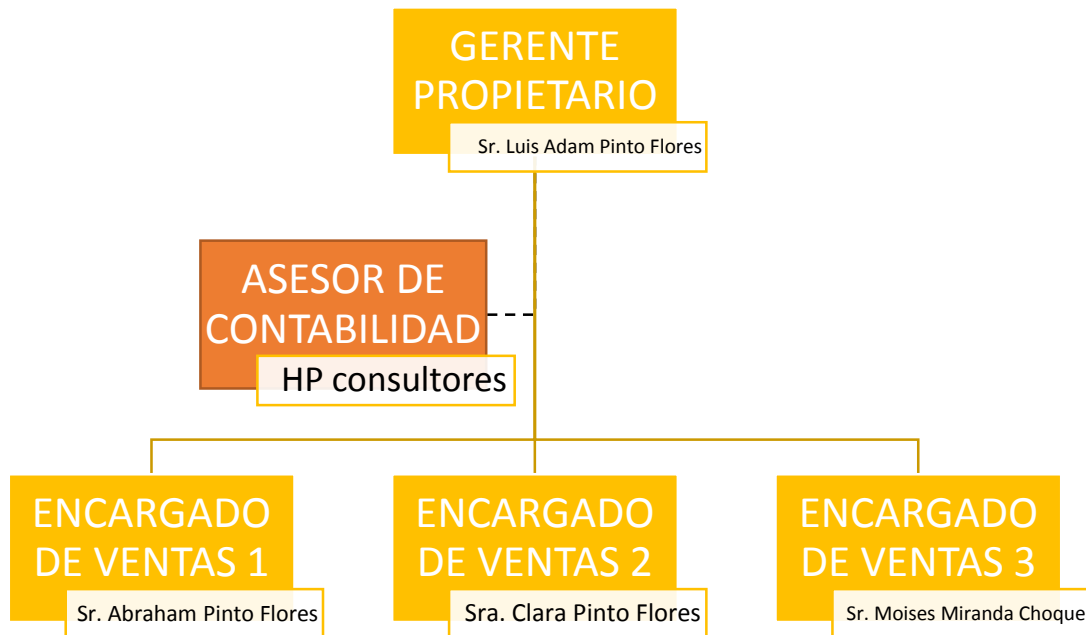 GERENTE
PROPIETARIO
Sr. Luis Adam Pinto Flores
ASESOR DE
CONTABILIDAD
HP consultores
ENCARGADO
DE VENTAS 1
Sr. Abraham Pinto Flores
ENCARGADO
DE VENTAS 2
Sra. Clara Pinto Flores
ENCARGADO
DE VENTAS 3
Sr. Moises Miranda Choque